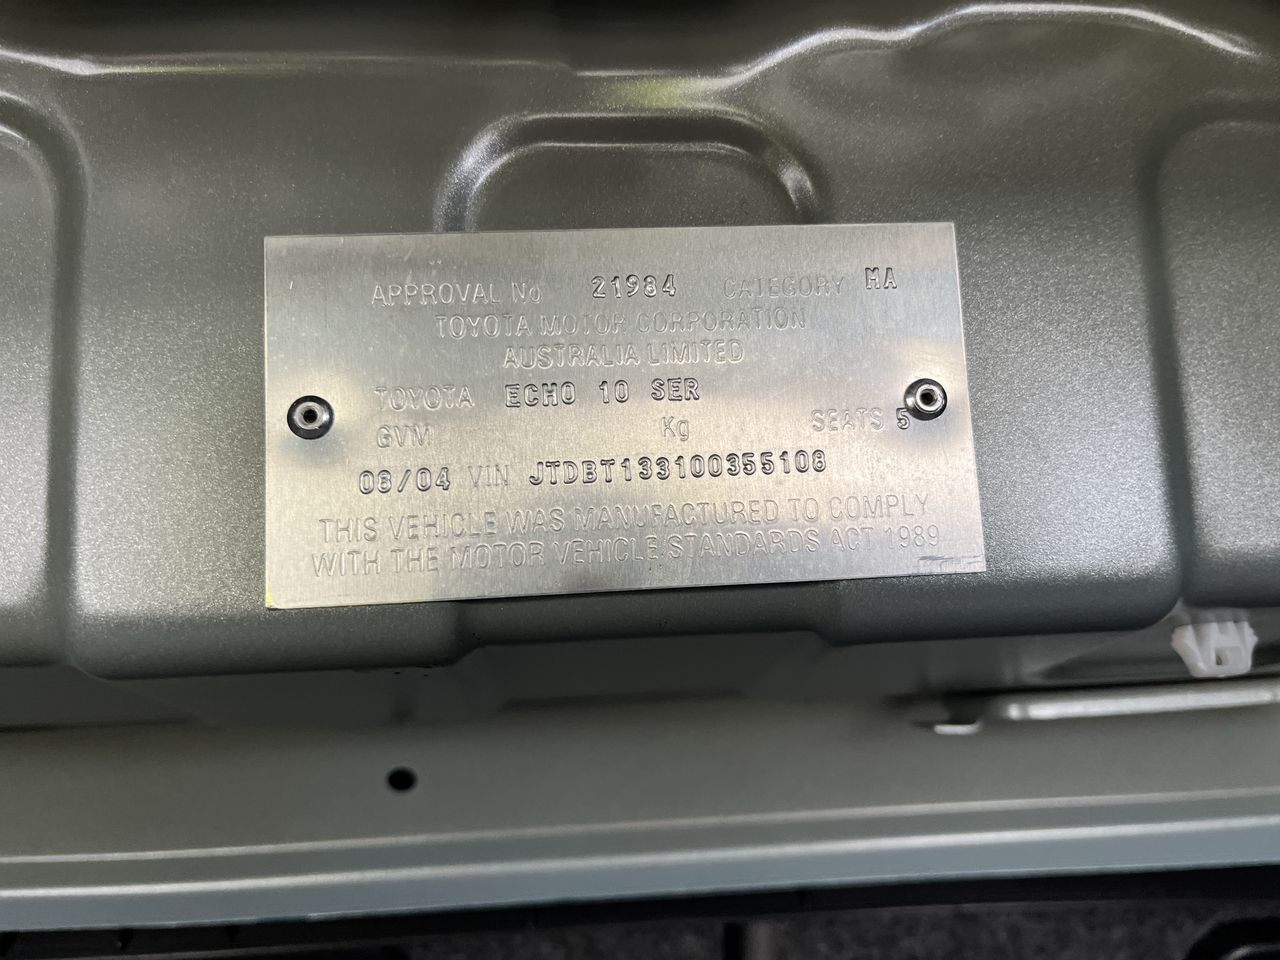 APPROVAL No 21984 CATEGORY MA
TOYOTA MOTOR CORPORATION
AUSTRALIA LIMITED
TOYOTA ECHO 10 SER
GVM Kg SEATS 5
08/04 VIN JTDBT133100355108
THIS VEHICLE WAS MANUFACTURED TO COMPLY
WITH THE MOTOR VEHICLE STANDARDS ACT 1989